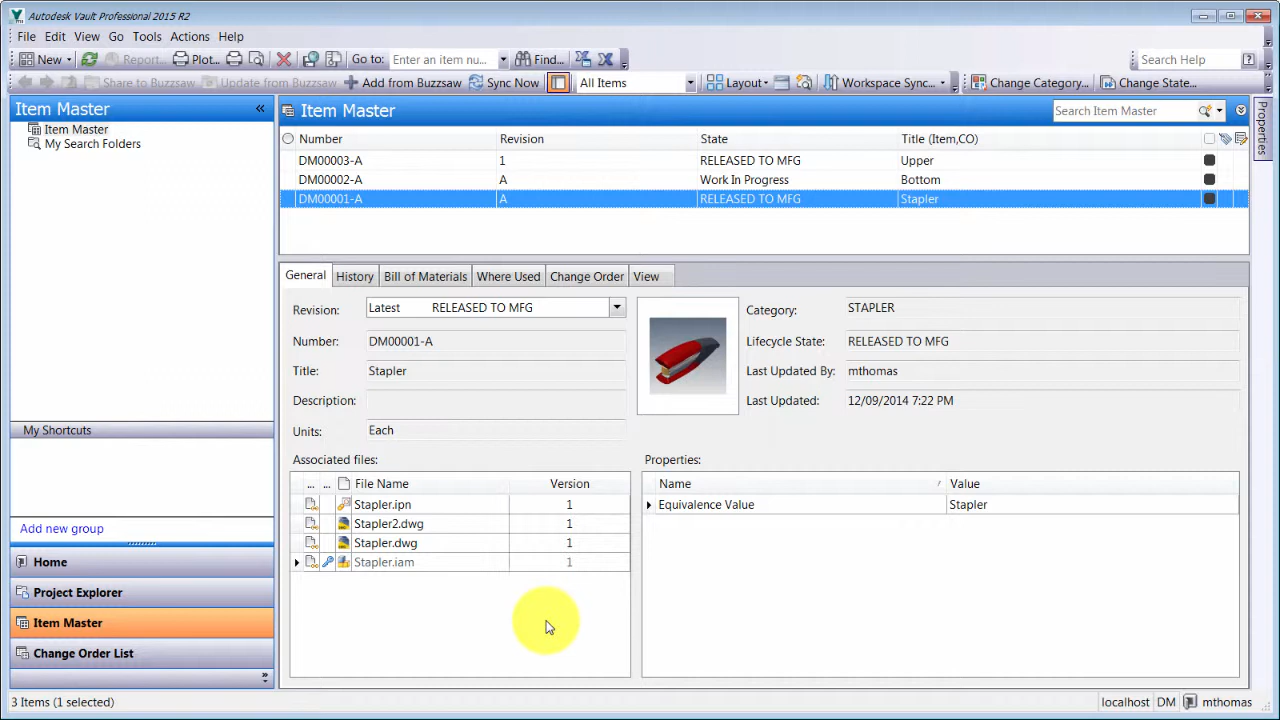 Autodesk Vault Professional 2015 R2
File Edit View Go Tools Actions Help
New Report... Plot... Go to: Enter an item nu... Find... Search Help
Share to Buzzsaw Update from Buzzsaw Add from Buzzsaw Sync Now All Items Layout Workspace Sync... Change Category... Change State...
Item Master
Item Master
My Search Folders
My Shortcuts
Add new group
Home
Project Explorer
Item Master
Change Order List
Item Master Search Item Master
Number Revision State Title (Item,CO)
DM00003-A 1 RELEASED TO MFG Upper
DM00002-A A Work In Progress Bottom
DM00001-A A RELEASED TO MFG Stapler
General History Bill of Materials Where Used Change Order View
Revision: Latest RELEASED TO MFG
Number: DM00001-A
Title: Stapler
Description:
Units: Each
Category: STAPLER
Lifecycle State: RELEASED TO MFG
Last Updated By: mthomas
Last Updated: 12/09/2014 7:22 PM
Associated files:
... ... File Name Version
Stapler.ipn 1
Stapler2.dwg 1
Stapler.dwg 1
Stapler.iam 1
Properties:
Name Value
Equivalence Value Stapler
Properties
3 Items (1 selected) localhost DM mthomas